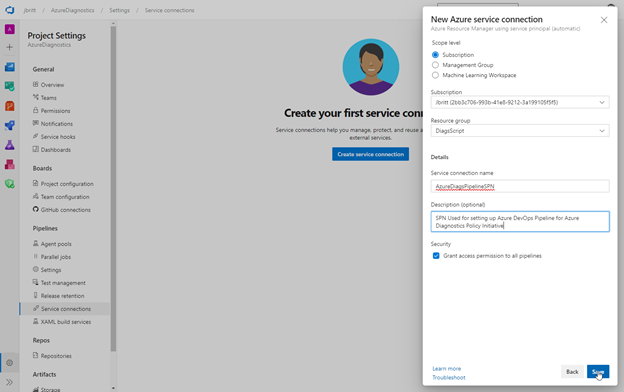 jbritt / AzureDiagnostics / Settings / Service connections
A
Project Settings
AzureDiagnostics
General
Overview
Teams
Permissions
Notifications
Service hooks
Dashboards
Boards
Project configuration
Team configuration
GitHub connections
Pipelines
Agent pools
Parallel jobs
Settings
Test management
Release retention
Service connections
XAML build services
Repos
Repositories
Artifacts
Storage
Create your first service conn
Service connections help you manage, protect, and reuse a
external services.
Create service connection
New Azure service connection
Azure Resource Manager using service principal (automatic)
Scope level
Subscription
Management Group
Machine Learning Workspace
Subscription
Jbritt (2bb3c706-993b-41e8-9212-3a199105f5f5)
Resource group
DiagsScript
Details
Service connection name
AzureDiagsPipelineSPN
Description (optional)
SPN Used for setting up Azure DevOps Pipeline for Azure
Diagnostics Policy Initiative
Security
Grant access permission to all pipelines
Learn more
Troubleshoot
Back
Save